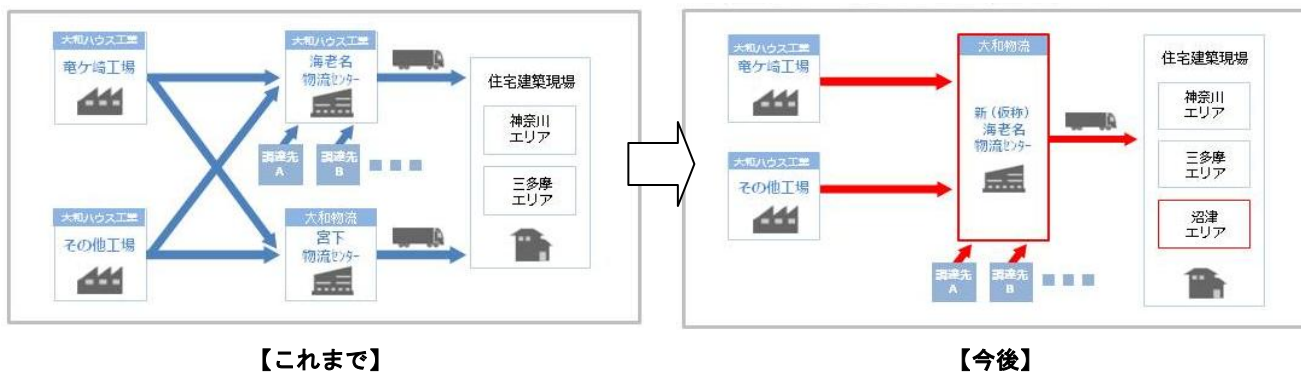 大和ハウス工業
竜ケ崎工場
大和ハウス工業
その他工場
大和ハウス工業
海老名
物流センター
調達先
A
調達先
B
大和物流
宮下
物流センター
住宅建築現場
神奈川
エリア
三多摩
エリア
【これまで】
大和ハウス工業
竜ケ崎工場
大和ハウス工業
その他工場
大和物流
新（仮称）
海老名
物流センター
調達先
A
調達先
B
住宅建築現場
神奈川
エリア
三多摩
エリア
沼津
エリア
【今後】